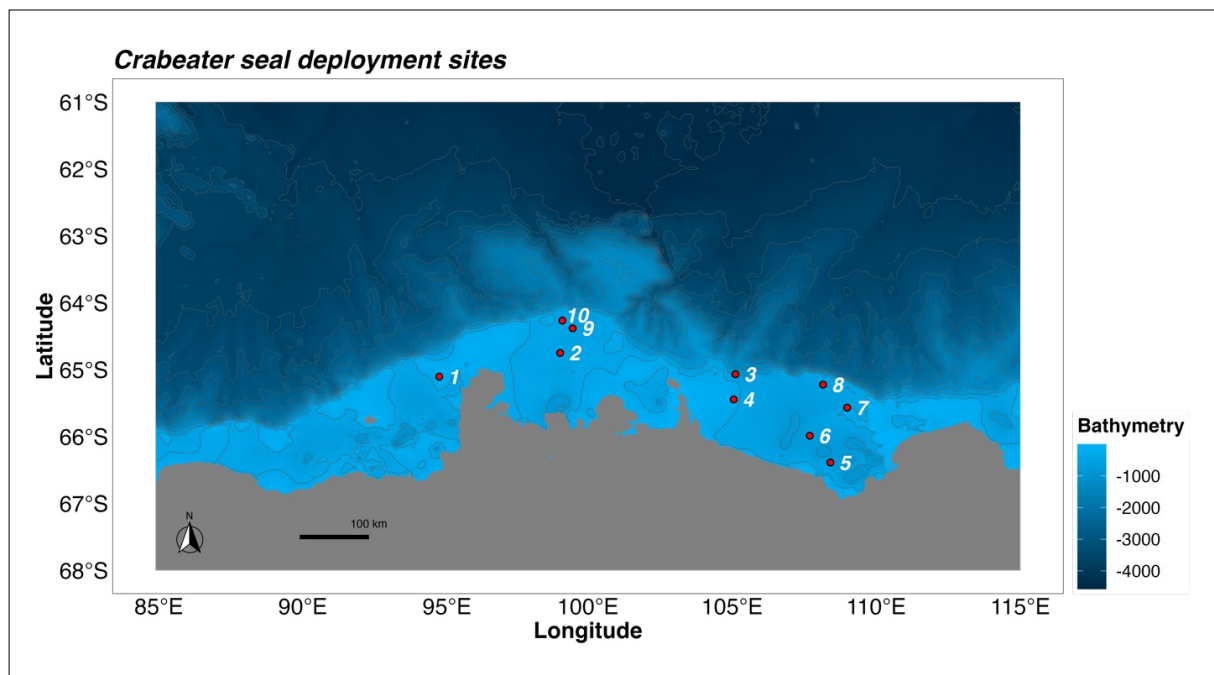 Crabeater seal deployment sites
61°S
62°S
63°S
64°S
65°S
66°S
67°S
68°S
Latitude
10
9
2
1
3
8
4
7
6
5
N
100 km
85°E 90°E 95°E 100°E 105°E 110°E 115°E
Longitude
Bathymetry
-1000
-2000
-3000
-4000